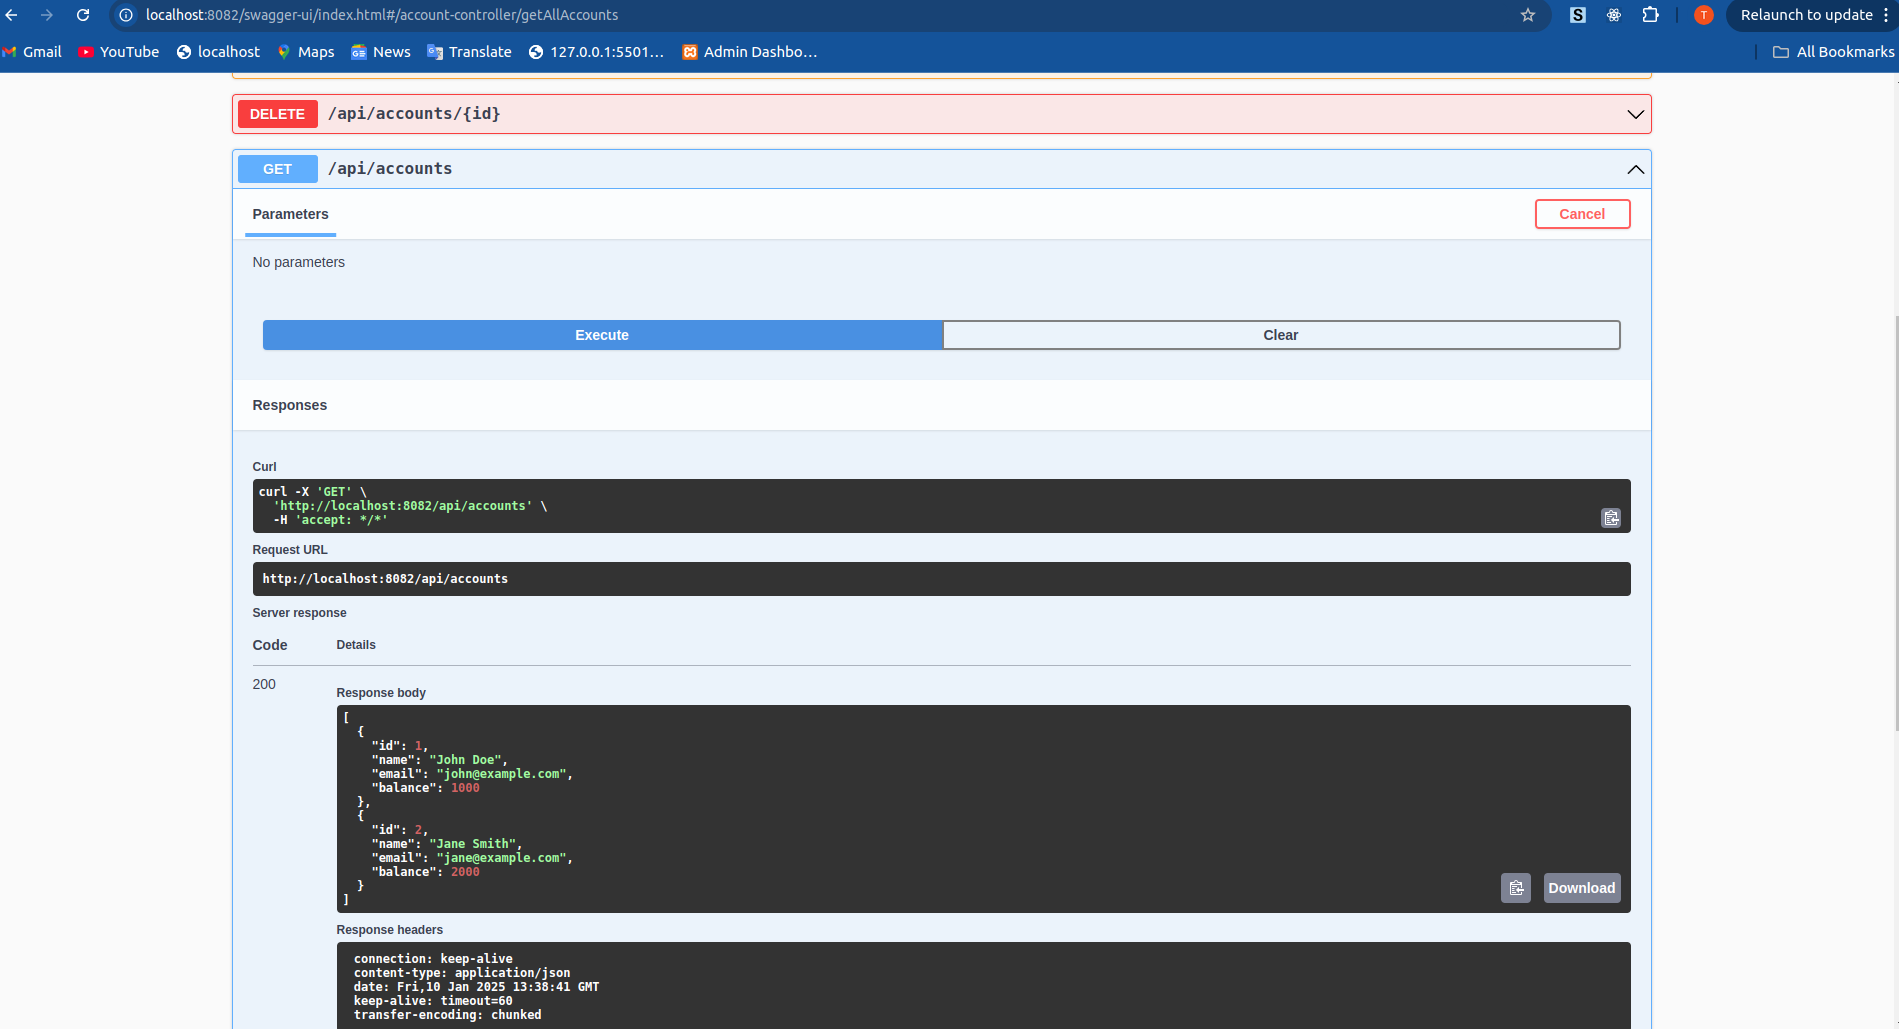 localhost:8082/swagger-ui/index.html#/account-controller/getAllAccounts
S
T
Relaunch to update
Gmail
YouTube
localhost
Maps
News
Translate
127.0.0.1:5501...
Admin Dashbo...
All Bookmarks
DELETE /api/accounts/{id}
GET /api/accounts
Parameters
Cancel
No parameters
Execute
Clear
Responses
Curl
curl -X 'GET' \
'http://localhost:8082/api/accounts' \
-H 'accept: */*'
Request URL
http://localhost:8082/api/accounts
Server response
Code Details
200
Response body
[
{
"id": 1,
"name": "John Doe",
"email": "john@example.com",
"balance": 1000
},
{
"id": 2,
"name": "Jane Smith",
"email": "jane@example.com",
"balance": 2000
}
]
Download
Response headers
connection: keep-alive
content-type: application/json
date: Fri,10 Jan 2025 13:38:41 GMT
keep-alive: timeout=60
transfer-encoding: chunked